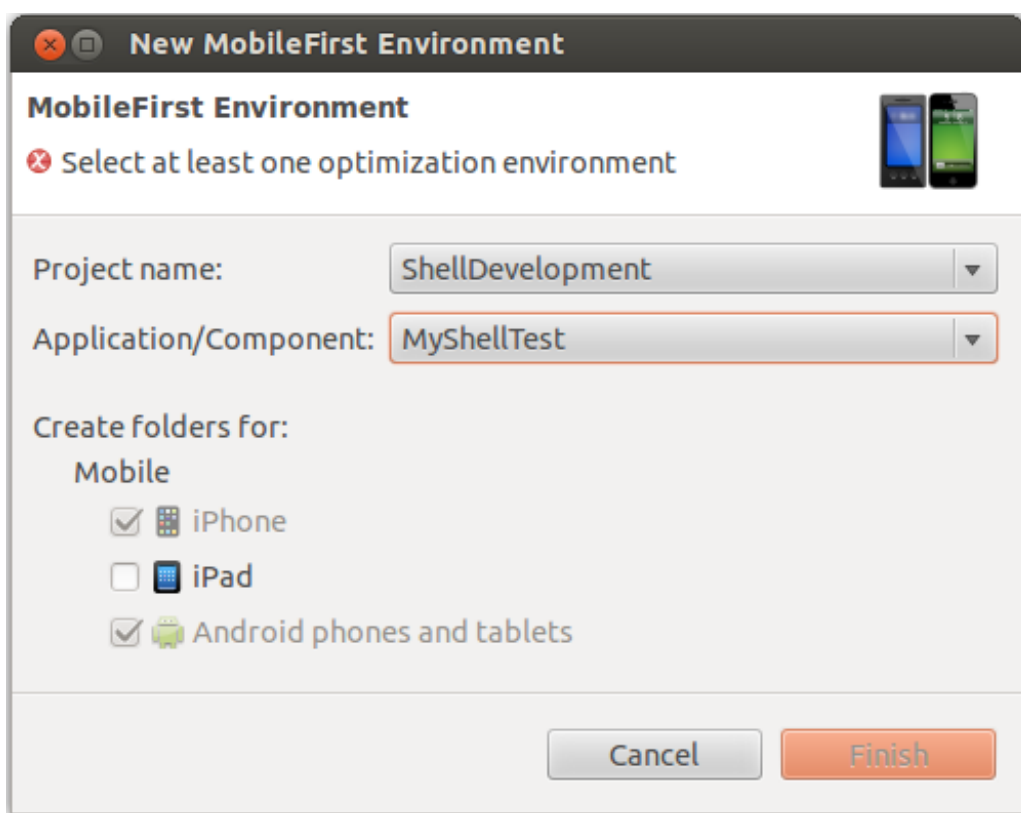 New MobileFirst Environment
MobileFirst Environment
Select at least one optimization environment
Project name: ShellDevelopment
Application/Component: MyShellTest
Create folders for:
Mobile
iPhone
iPad
Android phones and tablets
Cancel Finish